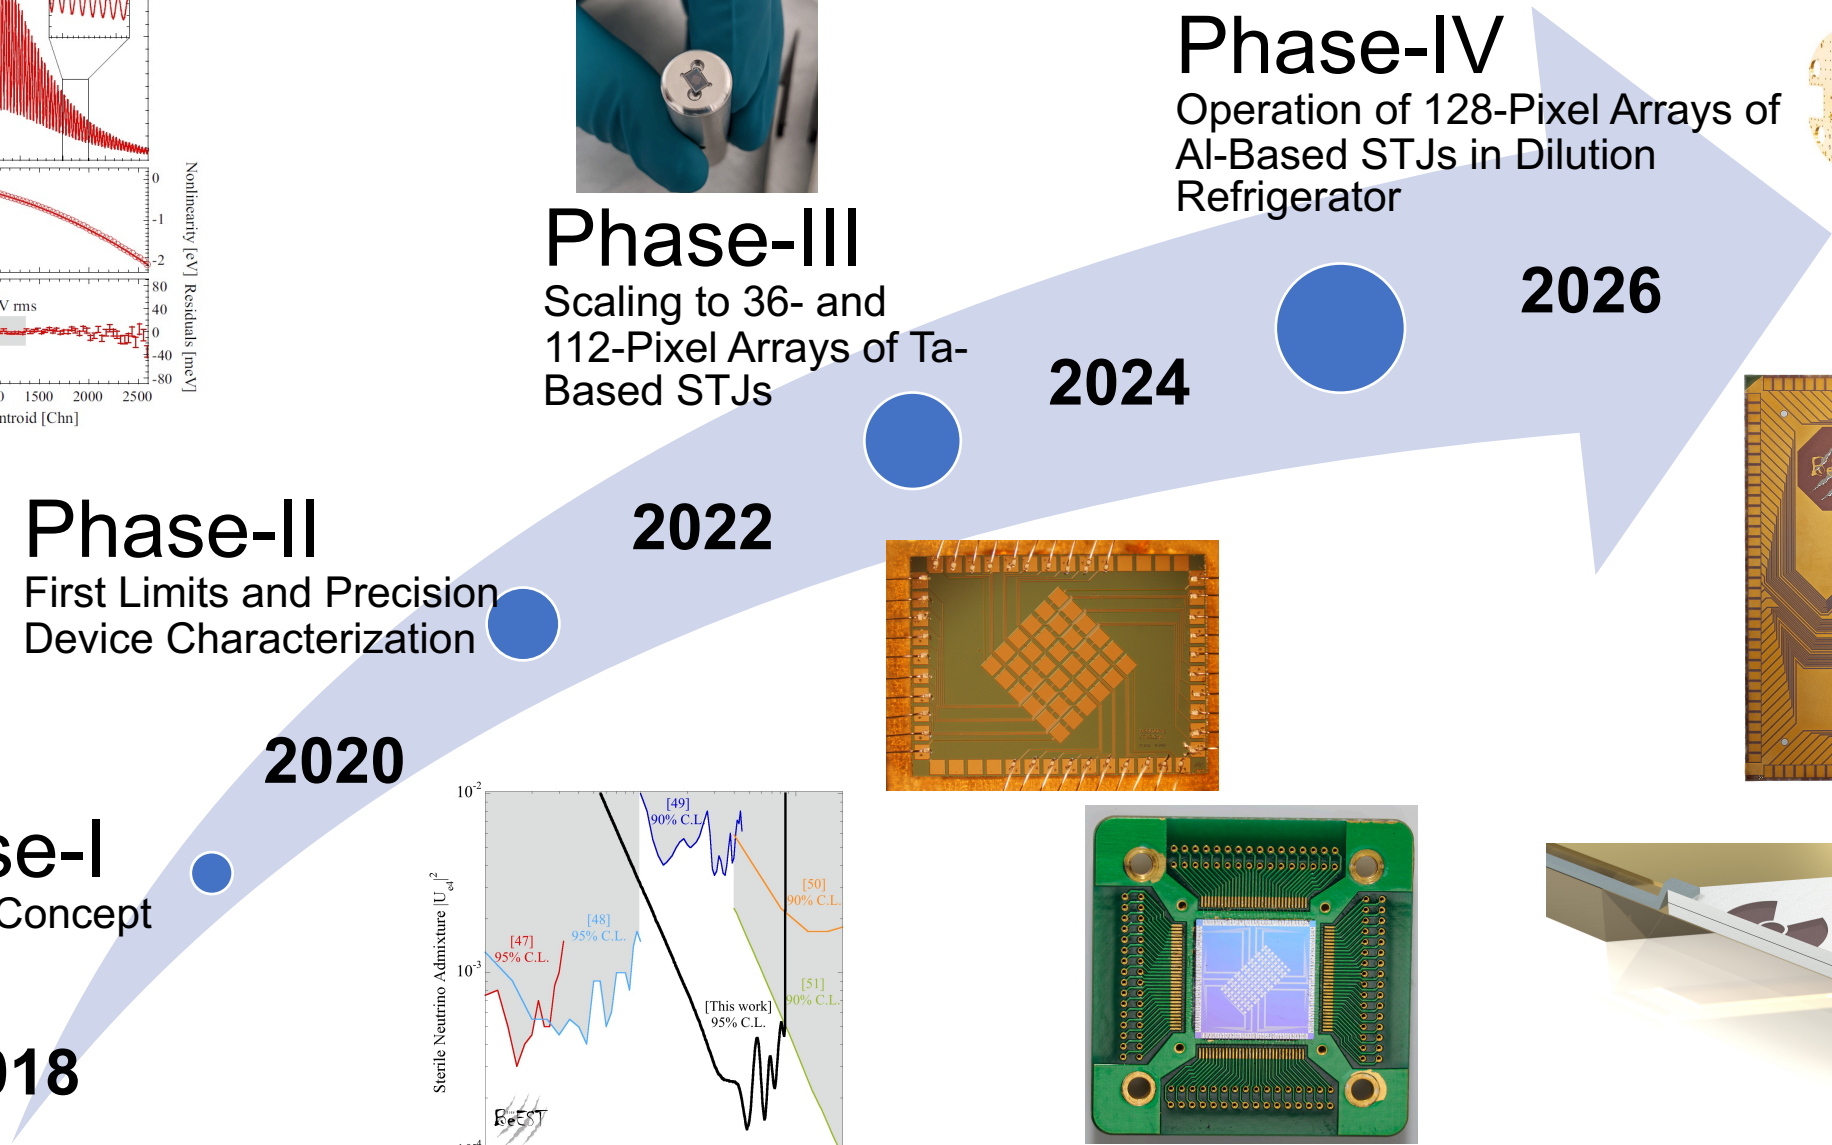 Phase-IV
Operation of 128-Pixel Arrays of
Al-Based STJs in Dilution
Refrigerator
2026
Phase-III
Scaling to 36- and
112-Pixel Arrays of Ta-
Based STJs
2024
2022
Phase-II
First Limits and Precision
Device Characterization
2020
se-I
Concept
018
0
-1
-2
Nonlinearity [eV]
V rms
80
40
0
-40
-80
Residuals [meV]
0 1500 2000 2500
ntroid [Chn]
10-2
10-3
Sterile Neutrino Admixture |Ue4|2
[49]
90% C.L.
[50]
90% C.L.
[48]
95% C.L.
[47]
95% C.L.
[51]
90% C.L.
[This work]
95% C.L.
BeEST